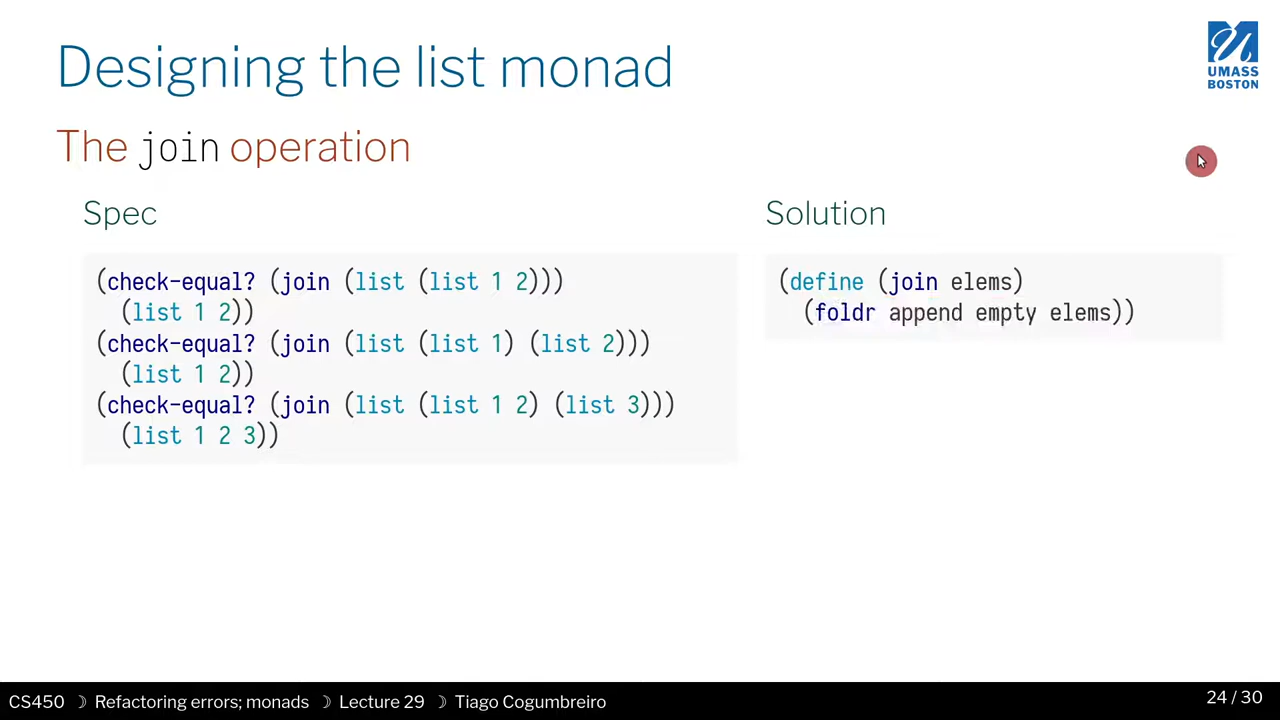 Designing the list monad
UMASS
BOSTON
The join operation
Spec
(check-equal? (join (list (list 1 2)))
  (list 1 2))
(check-equal? (join (list (list 1) (list 2)))
  (list 1 2))
(check-equal? (join (list (list 1 2) (list 3)))
  (list 1 2 3))
Solution
(define (join elems)
  (foldr append empty elems))
CS450 ☽ Refactoring errors; monads ☽ Lecture 29 ☽ Tiago Cogumbreiro
24 / 30